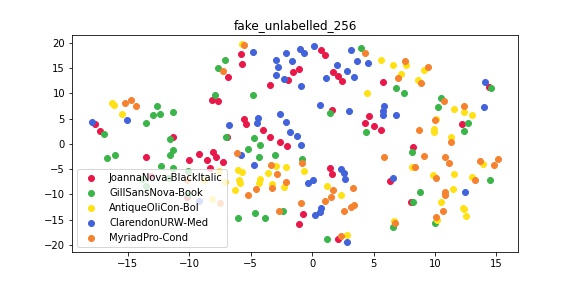 fake_unlabelled_256
20
15
10
5
0
−5
−10
−15
−20
JoannaNova-BlackItalic
GillSansNova-Book
AntiqueOliCon-Bol
ClarendonURW-Med
MyriadPro-Cond
−15
−10
−5
0
5
10
15